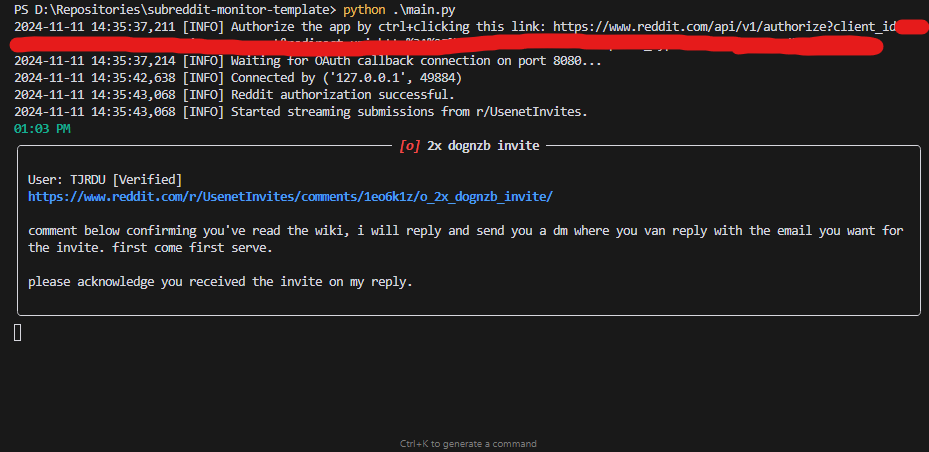 PS D:\Repositories\subreddit-monitor-template> python .\main.py
2024-11-11 14:35:37,211 [INFO] Authorize the app by ctrl+clicking this link: https://www.reddit.com/api/v1/authorize?client_id
2024-11-11 14:35:37,214 [INFO] Waiting for OAuth callback connection on port 8080...
2024-11-11 14:35:42,638 [INFO] Connected by ('127.0.0.1', 49884)
2024-11-11 14:35:43,068 [INFO] Reddit authorization successful.
2024-11-11 14:35:43,068 [INFO] Started streaming submissions from r/UsenetInvites.
01:03 PM
[o] 2x dognzb invite
User: TJRDU [Verified]
https://www.reddit.com/r/UsenetInvites/comments/1eo6k1z/o_2x_dognzb_invite/
comment below confirming you've read the wiki, i will reply and send you a dm where you van reply with the email you want for
the invite. first come first serve.
please acknowledge you received the invite on my reply.
Ctrl+K to generate a command